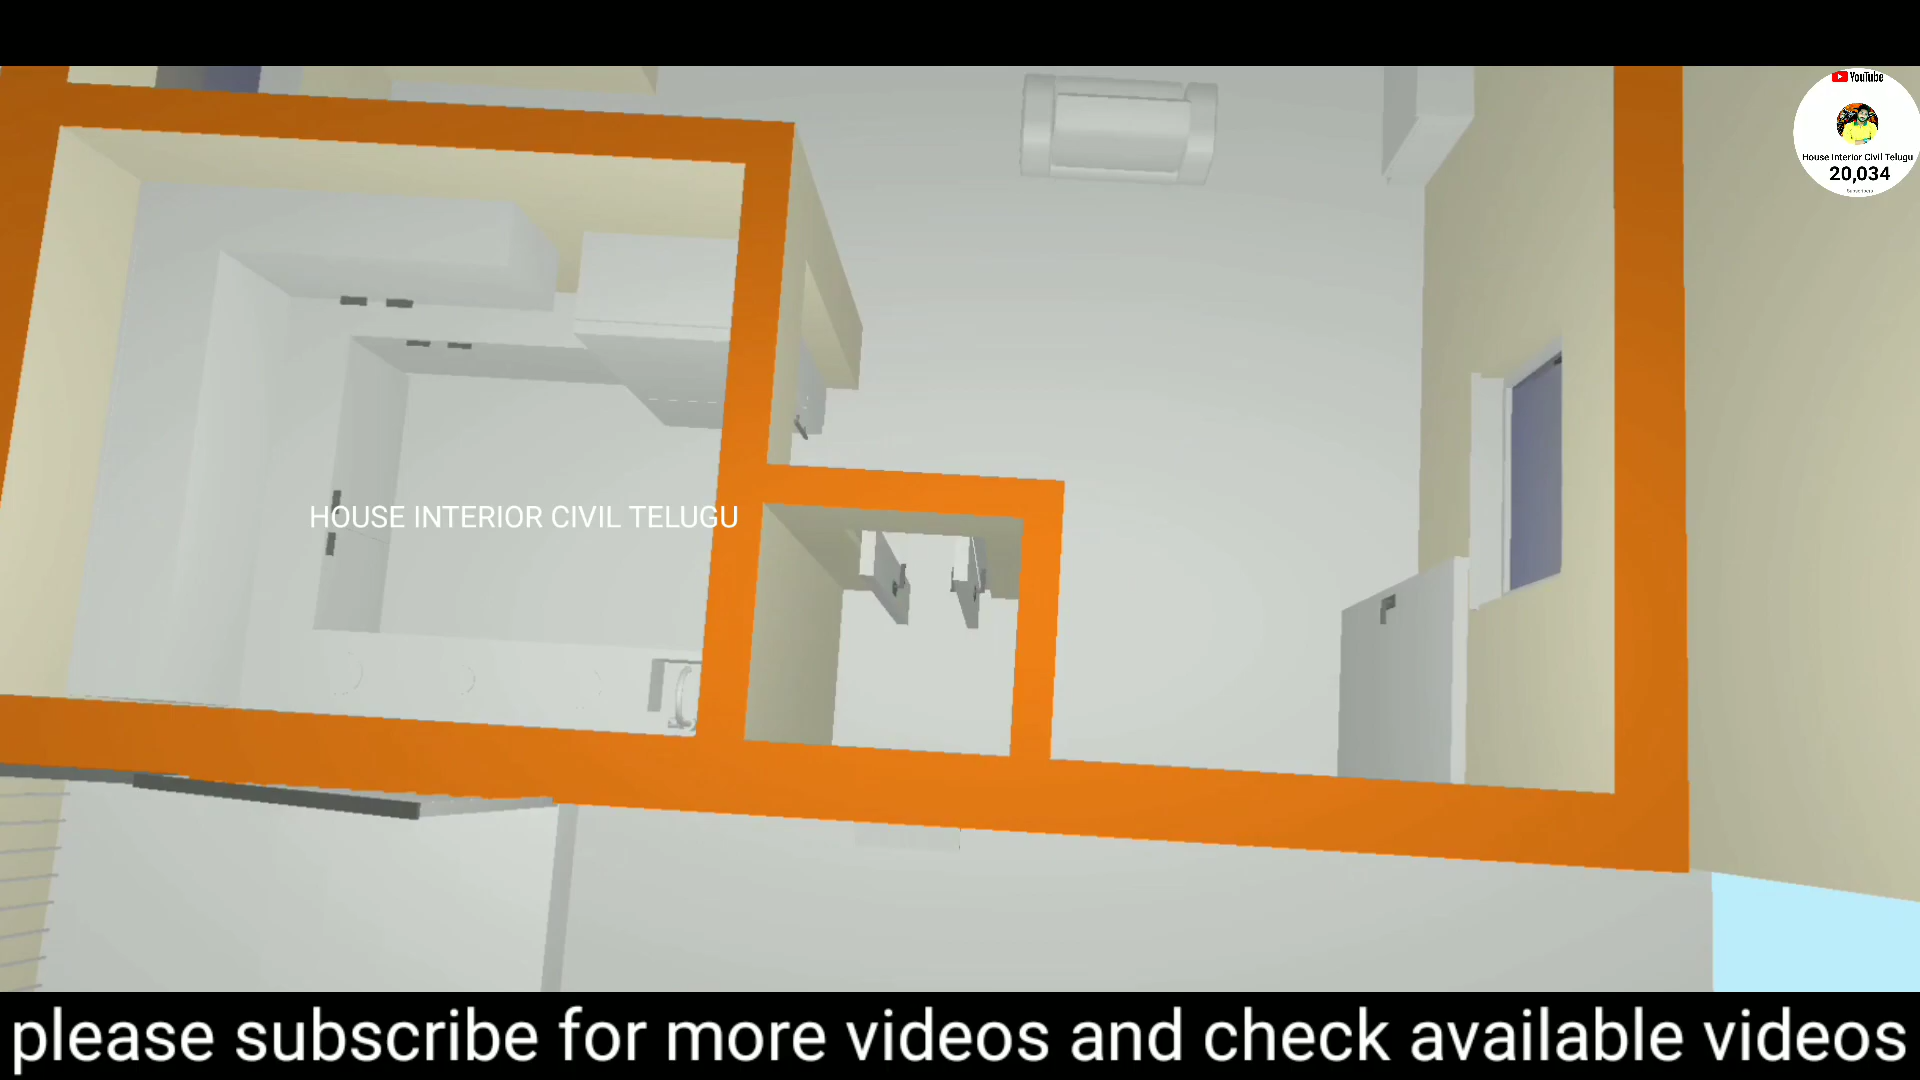 YouTube
House Interior Civil Telugu
20,034
Subscribers
HOUSE INTERIOR CIVIL TELUGU
please subscribe for more videos and check available videos